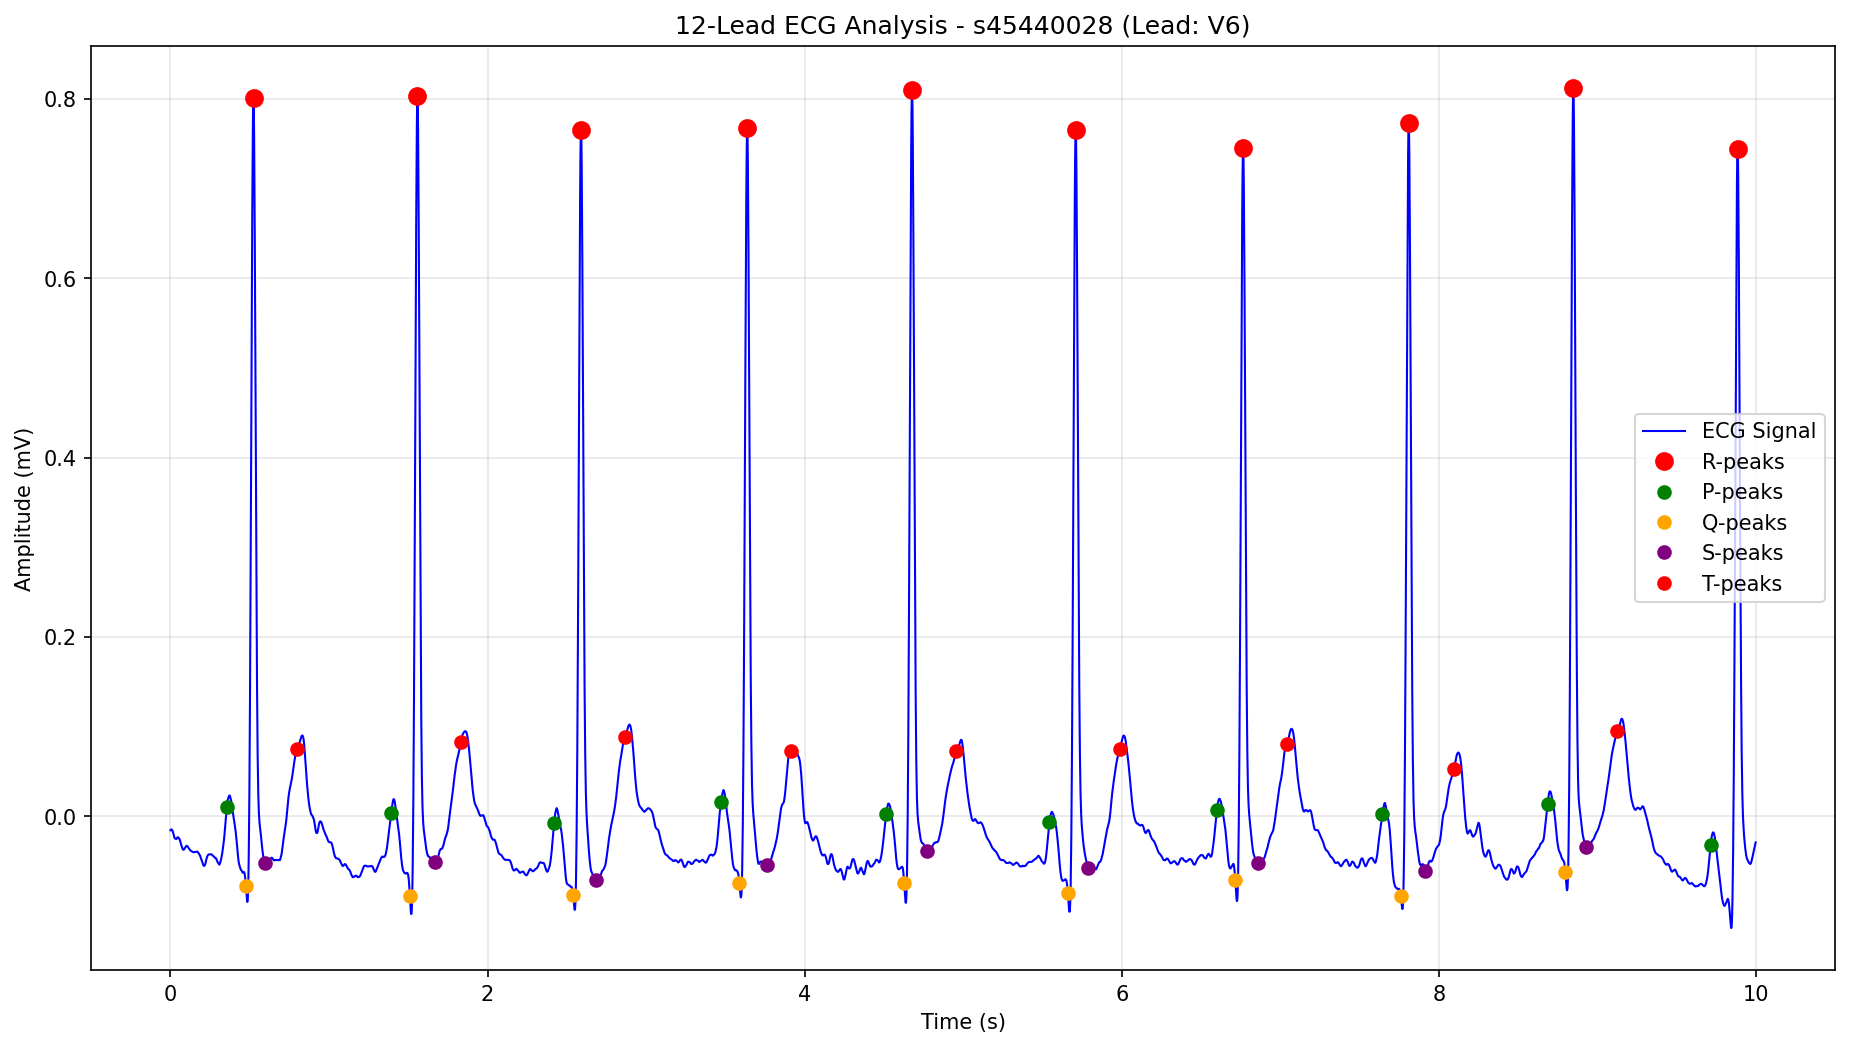 12-Lead ECG Analysis - s45440028 (Lead: V6)
Amplitude (mV)
0.8
0.6
0.4
0.2
0.0
ECG Signal
R-peaks
P-peaks
Q-peaks
S-peaks
T-peaks
0 2 4 6 8 10
Time (s)